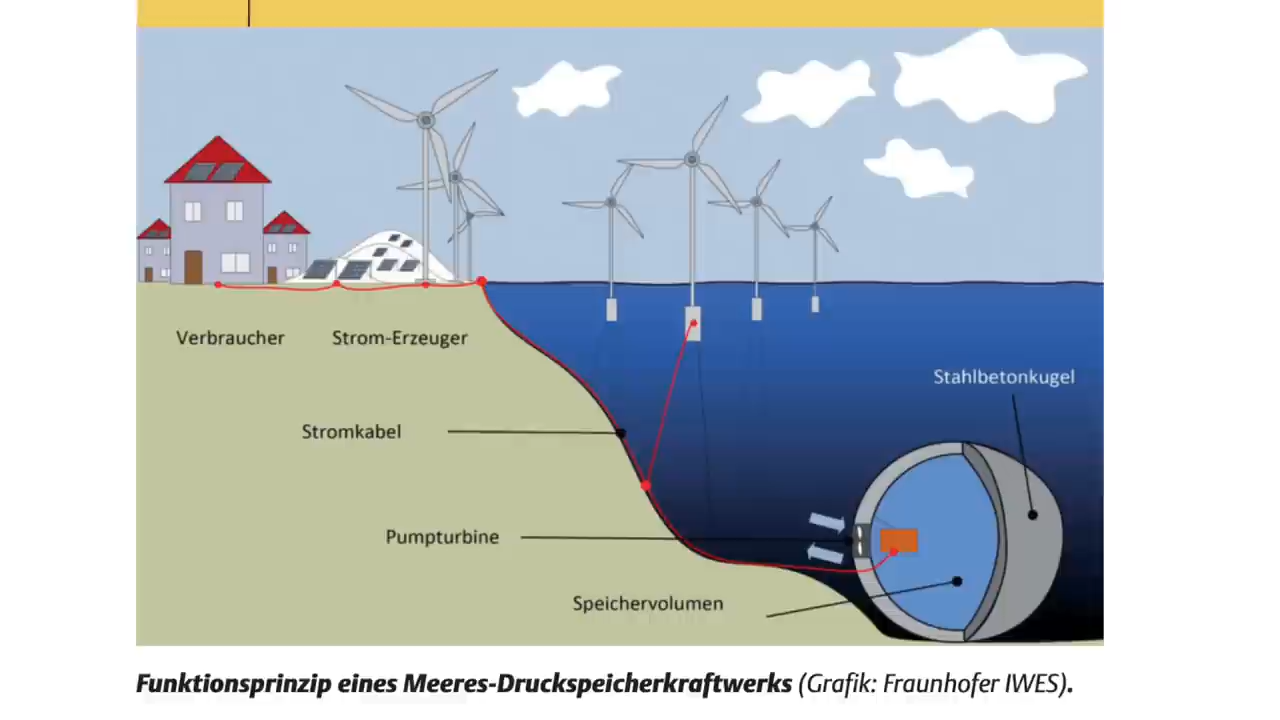 Verbraucher
Strom-Erzeuger
Stahlbetonkugel
Stromkabel
Pumpturbine
Speichervolumen
Funktionsprinzip eines Meeres-Druckspeicherkraftwerks (Grafik: Fraunhofer IWES).